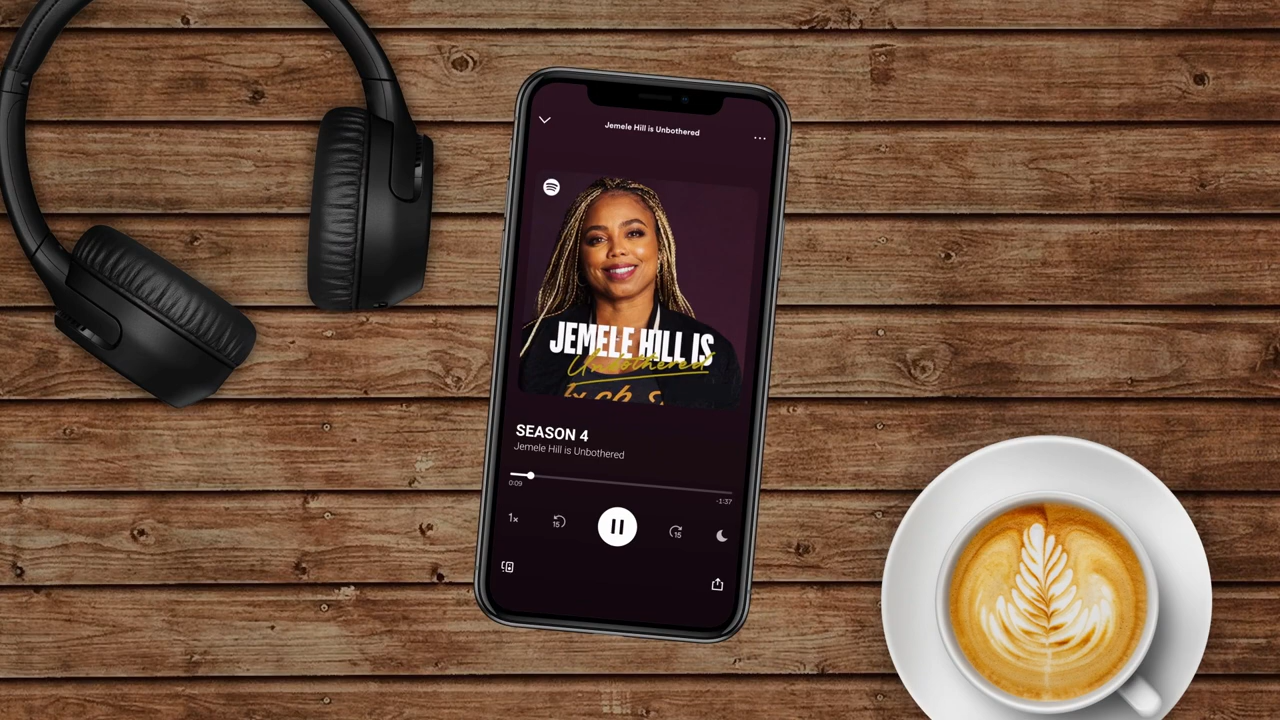 Jemele Hill is Unbothered
JEMELE HILL IS
Unbothered
SEASON 4
Jemele Hill is Unbothered
0:09
-1:37
1x
15
15